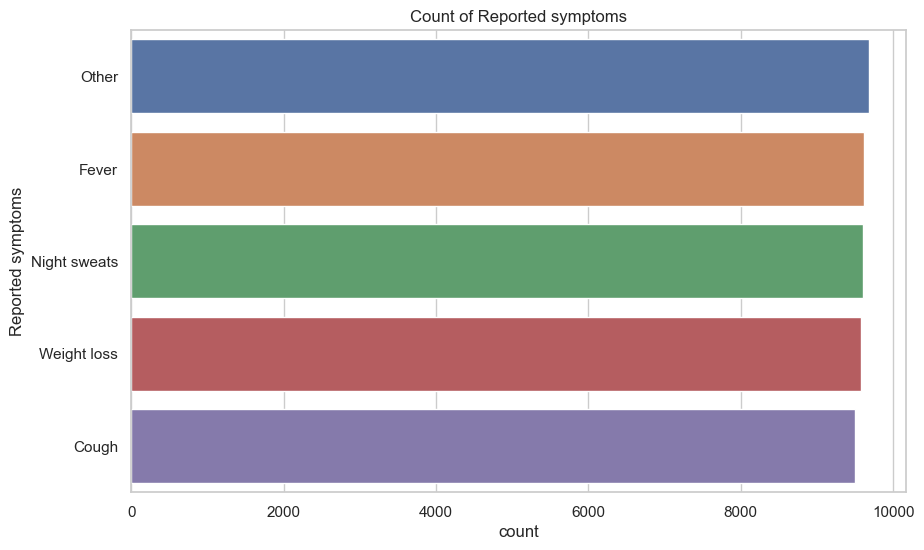 Count of Reported symptoms
Reported symptoms
Other
Fever
Night sweats
Weight loss
Cough
0 2000 4000 6000 8000 10000
count